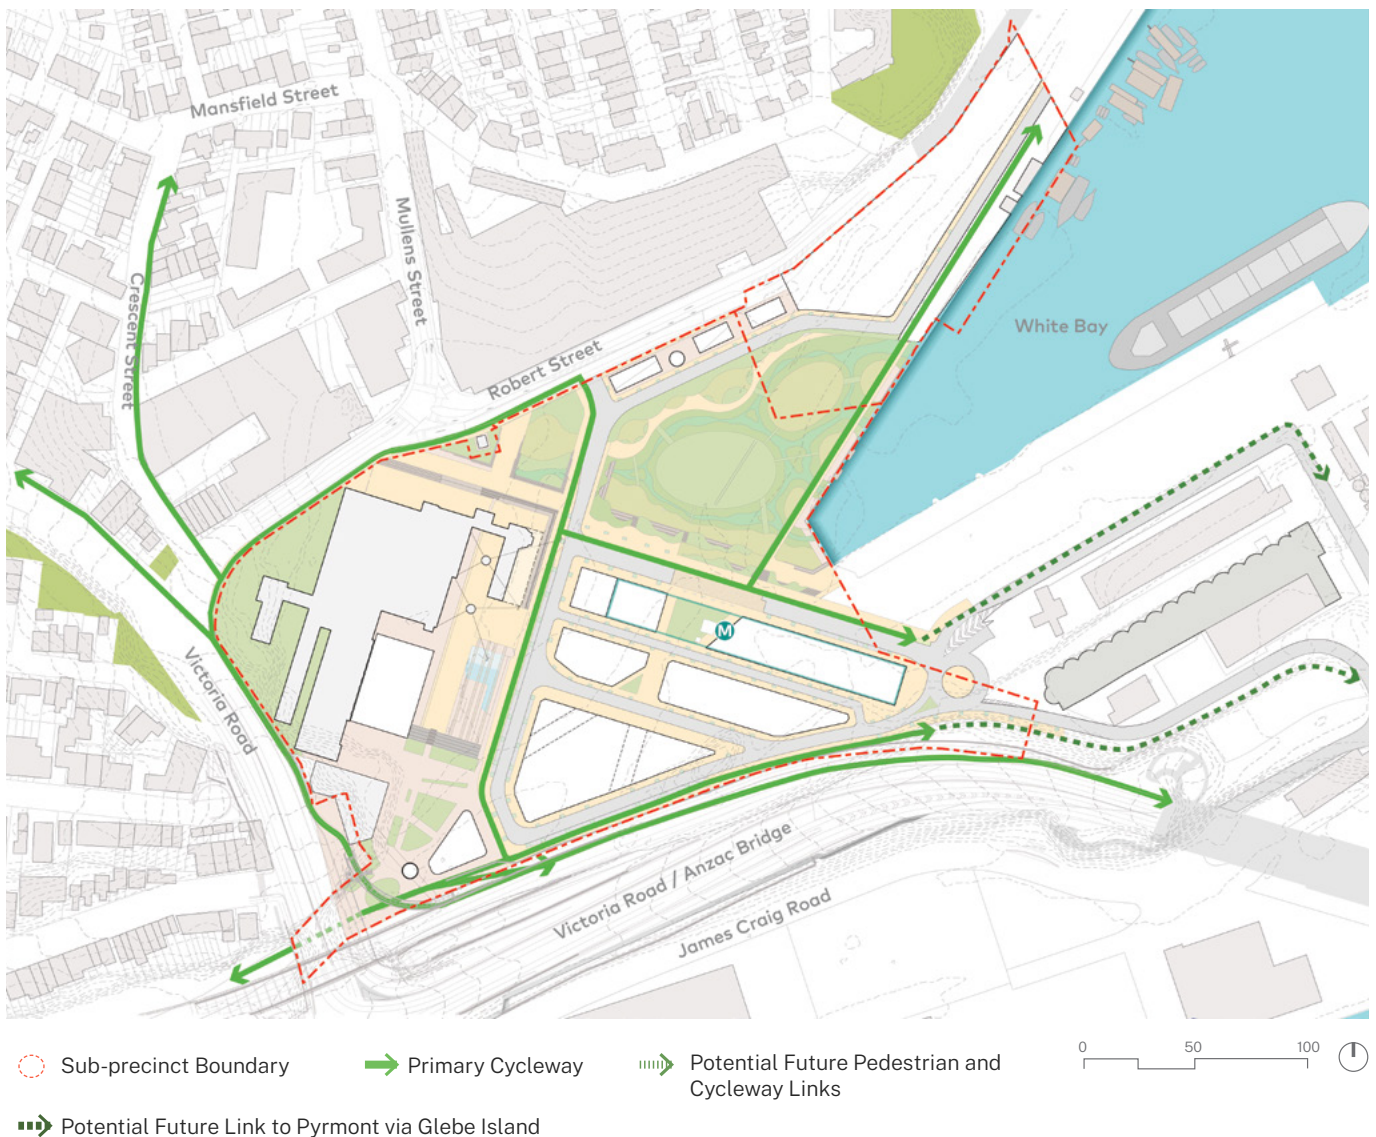 Mansfield Street
Mullens Street
Crescent Street
White Bay
Robert Street
M
Victoria Road
Victoria Road / Anzac Bridge
James Craig Road
Sub-precinct Boundary
Primary Cycleway
Potential Future Pedestrian and
Cycleway Links
0 50 100
Potential Future Link to Pyrmont via Glebe Island